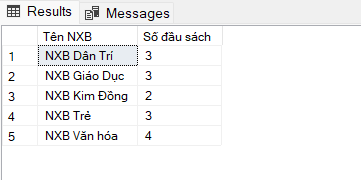 Results Messages
Tên NXB Số đầu sách
1 NXB Dân Trí 3
2 NXB Giáo Dục 3
3 NXB Kim Đồng 2
4 NXB Trẻ 3
5 NXB Văn hóa 4